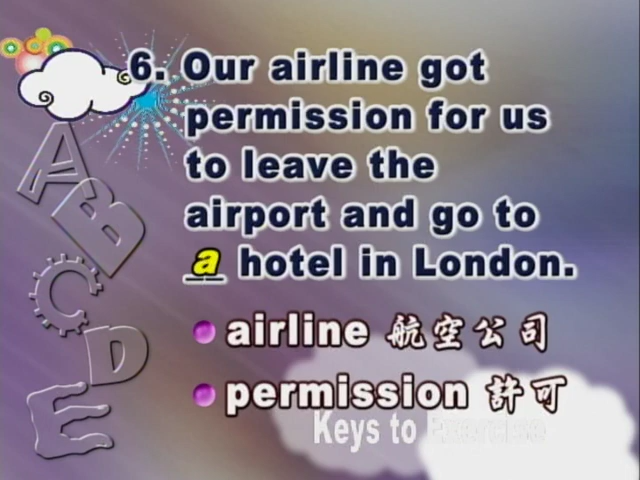 6. Our airline got
permission for us
to leave the
airport and go to
a hotel in London.
airline 航空公司
permission 許可
Keys to Exercise
A
B
C
D
E